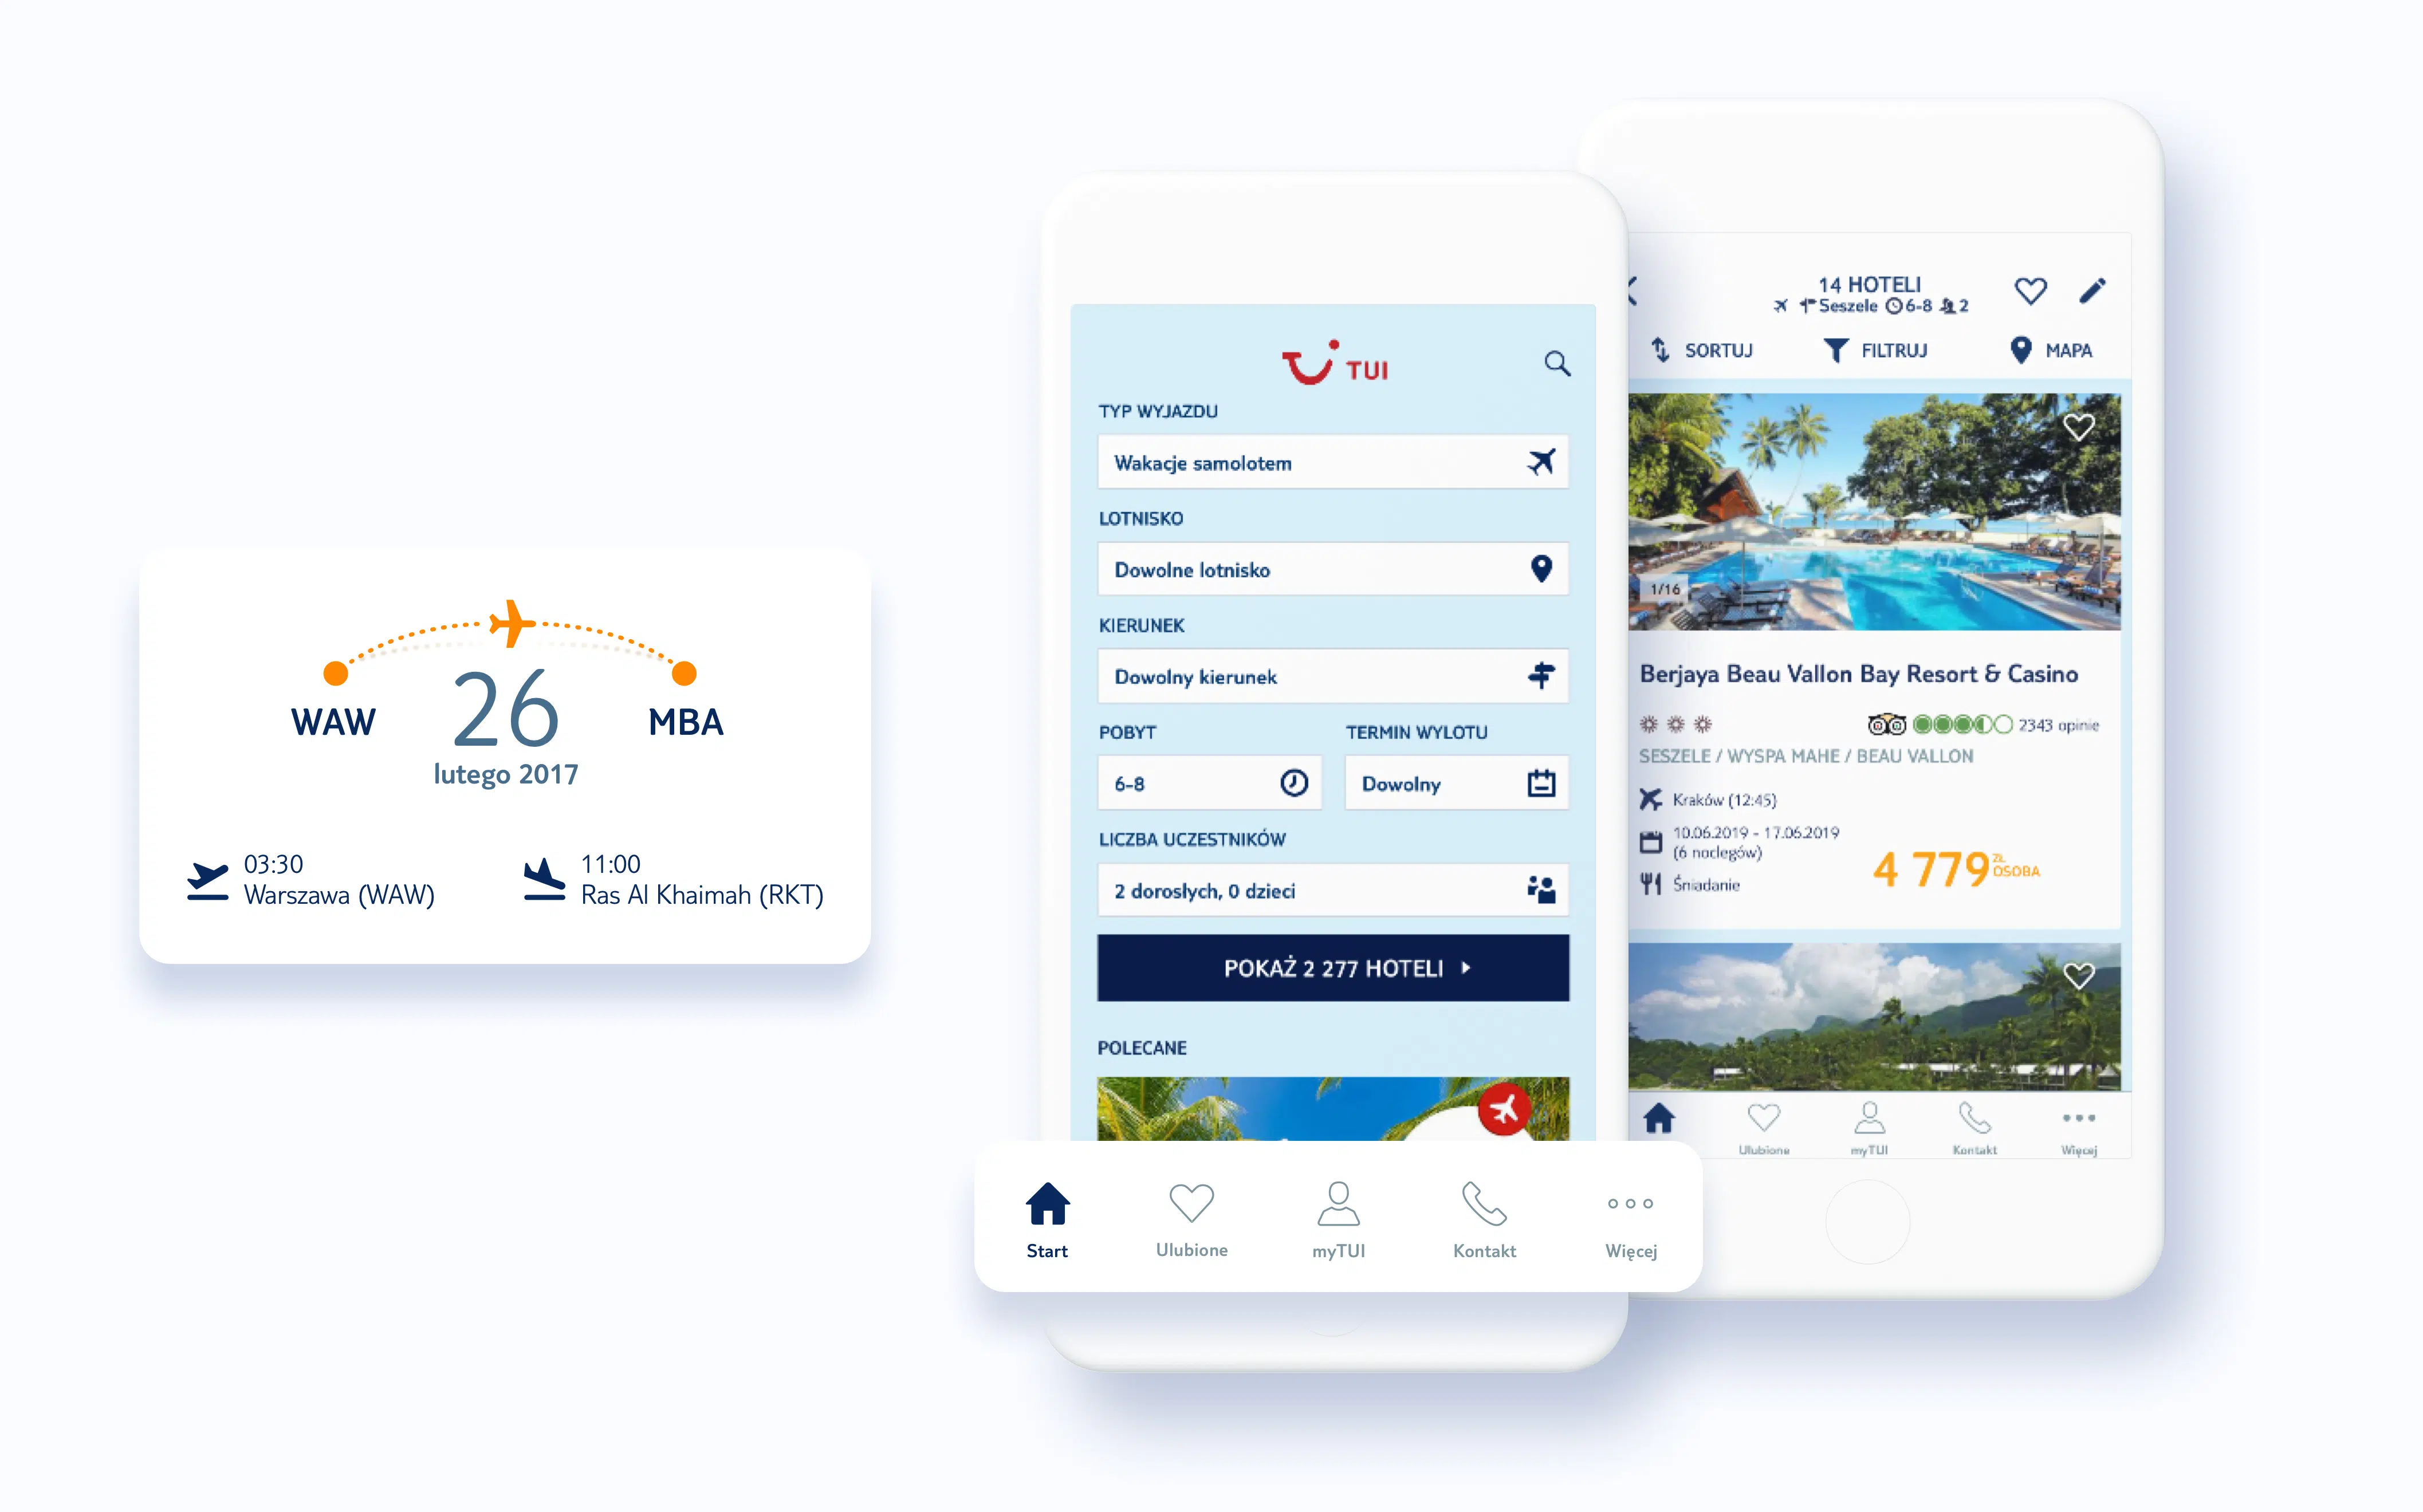 WAW
26
MBA
lutego 2017
03:30
Warszawa (WAW)
11:00
Ras Al Khaimah (RKT)
TUI
TYP WYJAZDU
Wakacje samolotem
LOTNISKO
Dowolne lotnisko
KIERUNEK
Dowolny kierunek
POBYT
TERMIN WYLOTU
6-8
Dowolny
LICZBA UCZESTNIKÓW
2 dorosłych, 0 dzieci
POKAŻ 2 277 HOTELI
POLECANE
Start
Ulubione
myTUI
Kontakt
Więcej
14 HOTELI
Seszele 6-8 2
SORTUJ
FILTRUJ
MAPA
1/16
Berjaya Beau Vallon Bay Resort & Casino
2343 opinie
SESZELE / WYSPA MAHE / BEAU VALLON
Kraków (12:45)
10.06.2019 - 17.06.2019
(6 noclegów)
Śniadanie
4 779 ZŁ
OSOBA
Ulubione
myTUI
Kontakt
Więcej